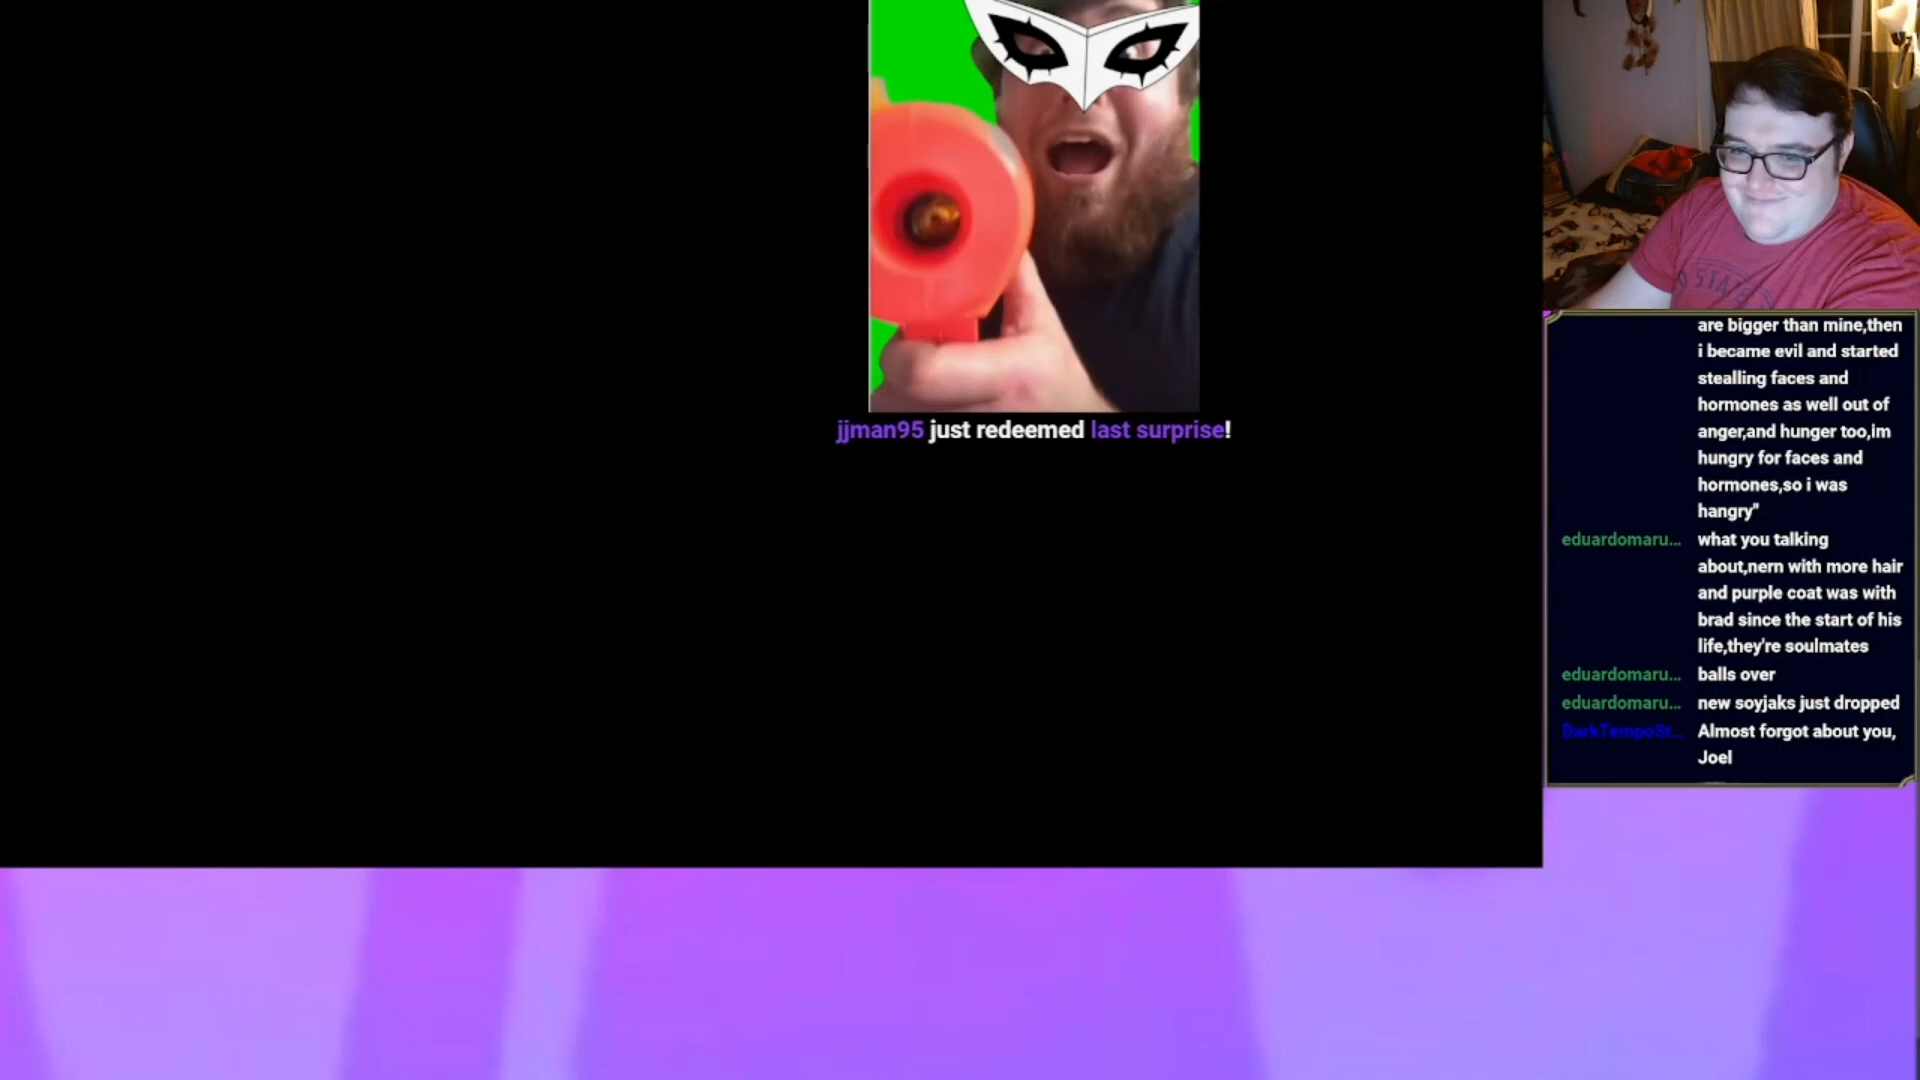 jjman95 just redeemed last surprise!
are bigger than mine,then
i became evil and started
stealling faces and
hormones as well out of
anger,and hunger too,im
hungry for faces and
hormones,so i was
hangry"
eduardomaru... what you talking
about,nern with more hair
and purple coat was with
brad since the start of his
life,they're soulmates
eduardomaru... balls over
eduardomaru... new soyjaks just dropped
DarkTempoSt... Almost forgot about you,
Joel